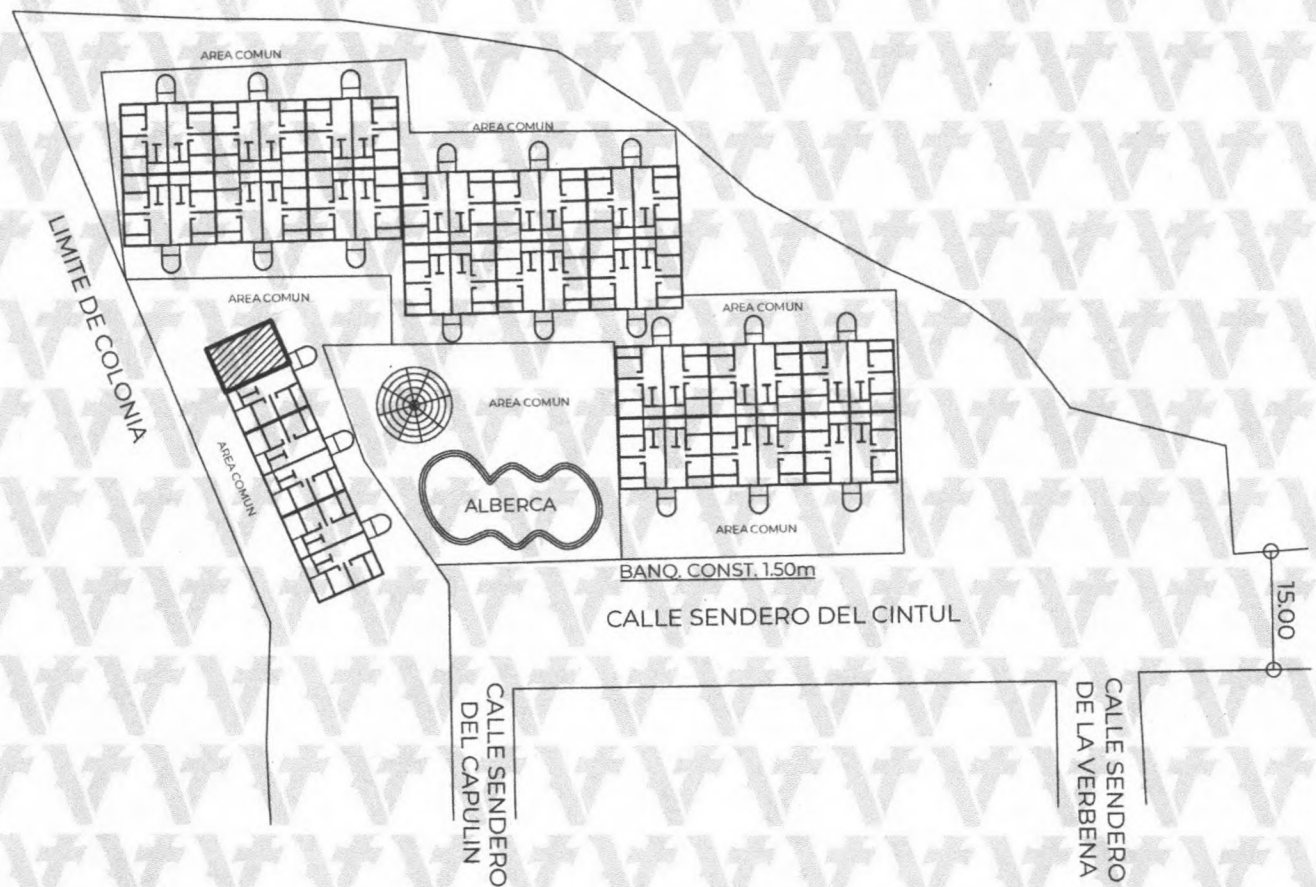 AREA COMUN
AREA COMUN
LIMITE DE COLONIA
AREA COMUN
AREA COMUN
AREA COMUN
AREA COMUN
ALBERCA
AREA COMUN
BANQ. CONST. 1.50m
CALLE SENDERO DEL CINTUL
15.00
CALLE SENDERO
DEL CAPULIN
CALLE SENDERO
DE LA VERBENA